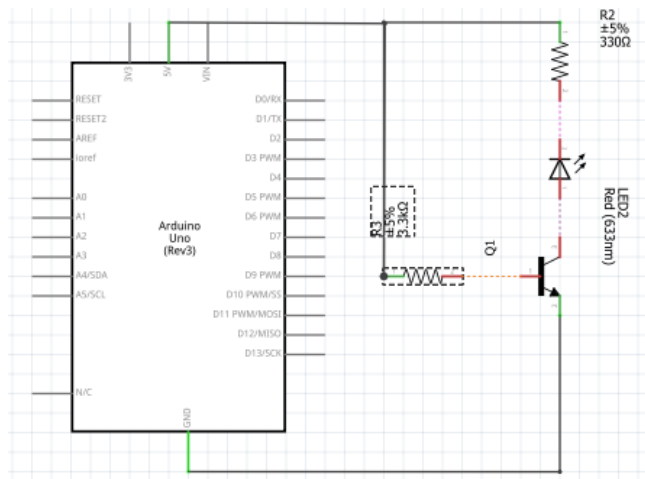 R2
±5%
330Ω
3V3
5V
VIN
RESET
RESET2
AREF
ioref
A0
A1
A2
A3
A4/SDA
A5/SCL
N/C
Arduino
Uno
(Rev3)
D0/RX
D1/TX
D2
D3 PWM
D4
D5 PWM
D6 PWM
D7
D8
D9 PWM
D10 PWM/SS
D11 PWM/MOSI
D12/MISO
D13/SCK
GND
R3
±5%
3.3kΩ
Q1
LED2
Red (633nm)